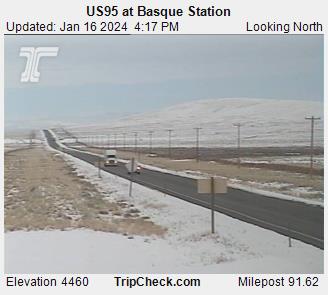 US95 at Basque Station
Updated: Jan 16 2024 4:17 PM Looking North
Elevation 4460 TripCheck.com Milepost 91.62